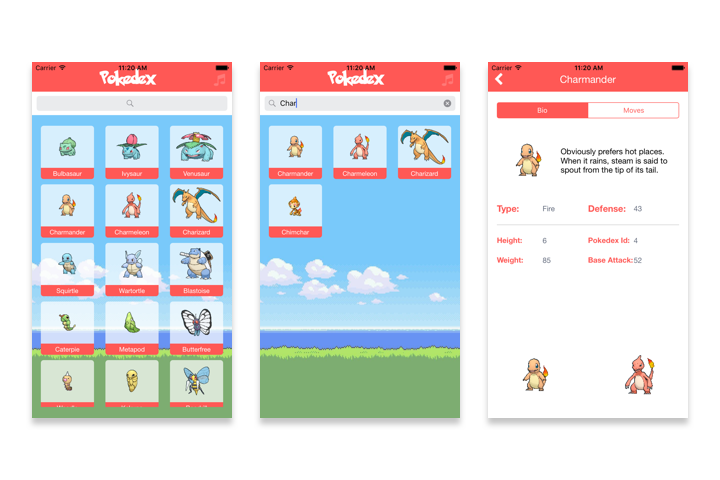 Carrier 11:20 AM
Pokedex
Bulbasaur Ivysaur Venusaur
Charmander Charmeleon Charizard
Squirtle Wartortle Blastoise
Caterpie Metapod Butterfree
Carrier 11:20 AM
Pokedex
Char
Charmander Charmeleon Charizard
Chimchar
Carrier 11:20 AM
Charmander
Bio Moves
Obviously prefers hot places.
When it rains, steam is said to
spout from the tip of its tail.
Type: Fire Defense: 43
Height: 6 Pokedex Id: 4
Weight: 85 Base Attack:52